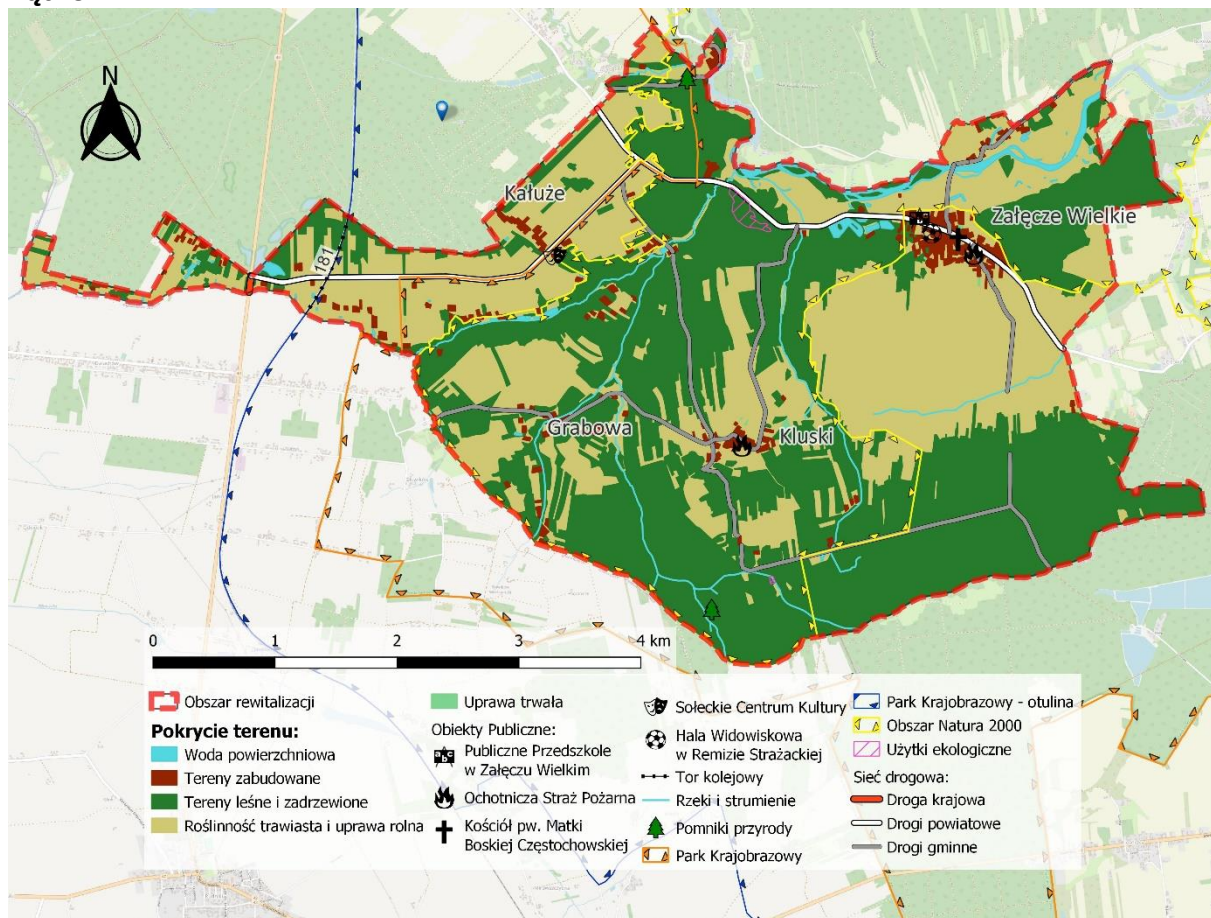 N
Kałuże
Załęcze Wielkie
181
Grabowa
Kluski
0 1 2 3 4 km
Obszar rewitalizacji
Pokrycie terenu:
Woda powierzchniowa
Tereny zabudowane
Tereny leśne i zadrzewione
Roślinność trawiasta i uprawa rolna
Uprawa trwała
Obiekty Publiczne:
Publiczne Przedszkole
w Załęczu Wielkim
Ochotnicza Straż Pożarna
Kościół pw. Matki
Boskiej Częstochowskiej
Sołeckie Centrum Kultury
Hala Widowiskowa
w Remizie Strażackiej
Tor kolejowy
Rzeki i strumienie
Pomniki przyrody
Park Krajobrazowy
Park Krajobrazowy - otulina
Obszar Natura 2000
Użytki ekologiczne
Sieć drogowa:
Droga krajowa
Drogi powiatowe
Drogi gminne